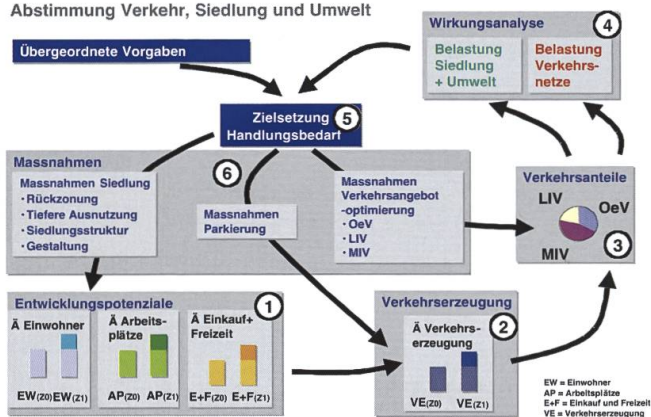 Abstimmung Verkehr, Siedlung und Umwelt
Übergeordnete Vorgaben
Wirkungsanalyse
4
Belastung
Siedlung
+ Umwelt
Belastung
Verkehrs-
netze
Zielsetzung
Handlungsbedarf
5
Massnahmen
Massnahmen Siedlung
· Rückzonung
· Tiefere Ausnutzung
· Siedlungsstruktur
· Gestaltung
6
Massnahmen
Parkierung
Massnahmen
Verkehrsangebot
-optimierung
· OeV
· LIV
· MIV
Verkehrsanteile
LIV
OeV
MIV
3
Entwicklungspotenziale
1
Ä Einwohner
EW(Z0) EW(Z1)
Ä Arbeits-
plätze
AP(Z0) AP(Z1)
Ä Einkauf+
Freizeit
E+F(Z0) E+F(Z1)
Verkehrserzeugung
2
Ä Verkehrs-
erzeugung
VE(Z0) VE(Z1)
EW = Einwohner
AP = Arbeitsplätze
E+F = Einkauf und Freizeit
VE = Verkehrserzeugung